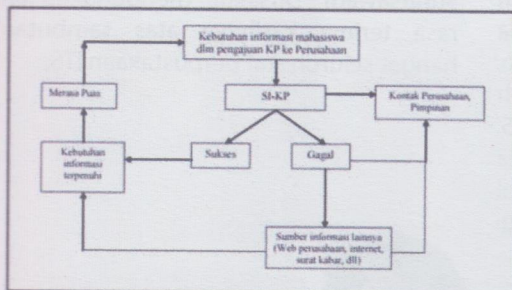 Kebutuhan informasi mahasiswa
dlm pengajuan KP ke Perusahaan
Merasa Puas
SI-KP
Kontak Perusahaan,
Pimpinan
Kebutuhan
informasi
terpenuhi
Sukses
Gagal
Sumber informasi lainnya
(Web perusahaan, internet,
surat kabar, dll)